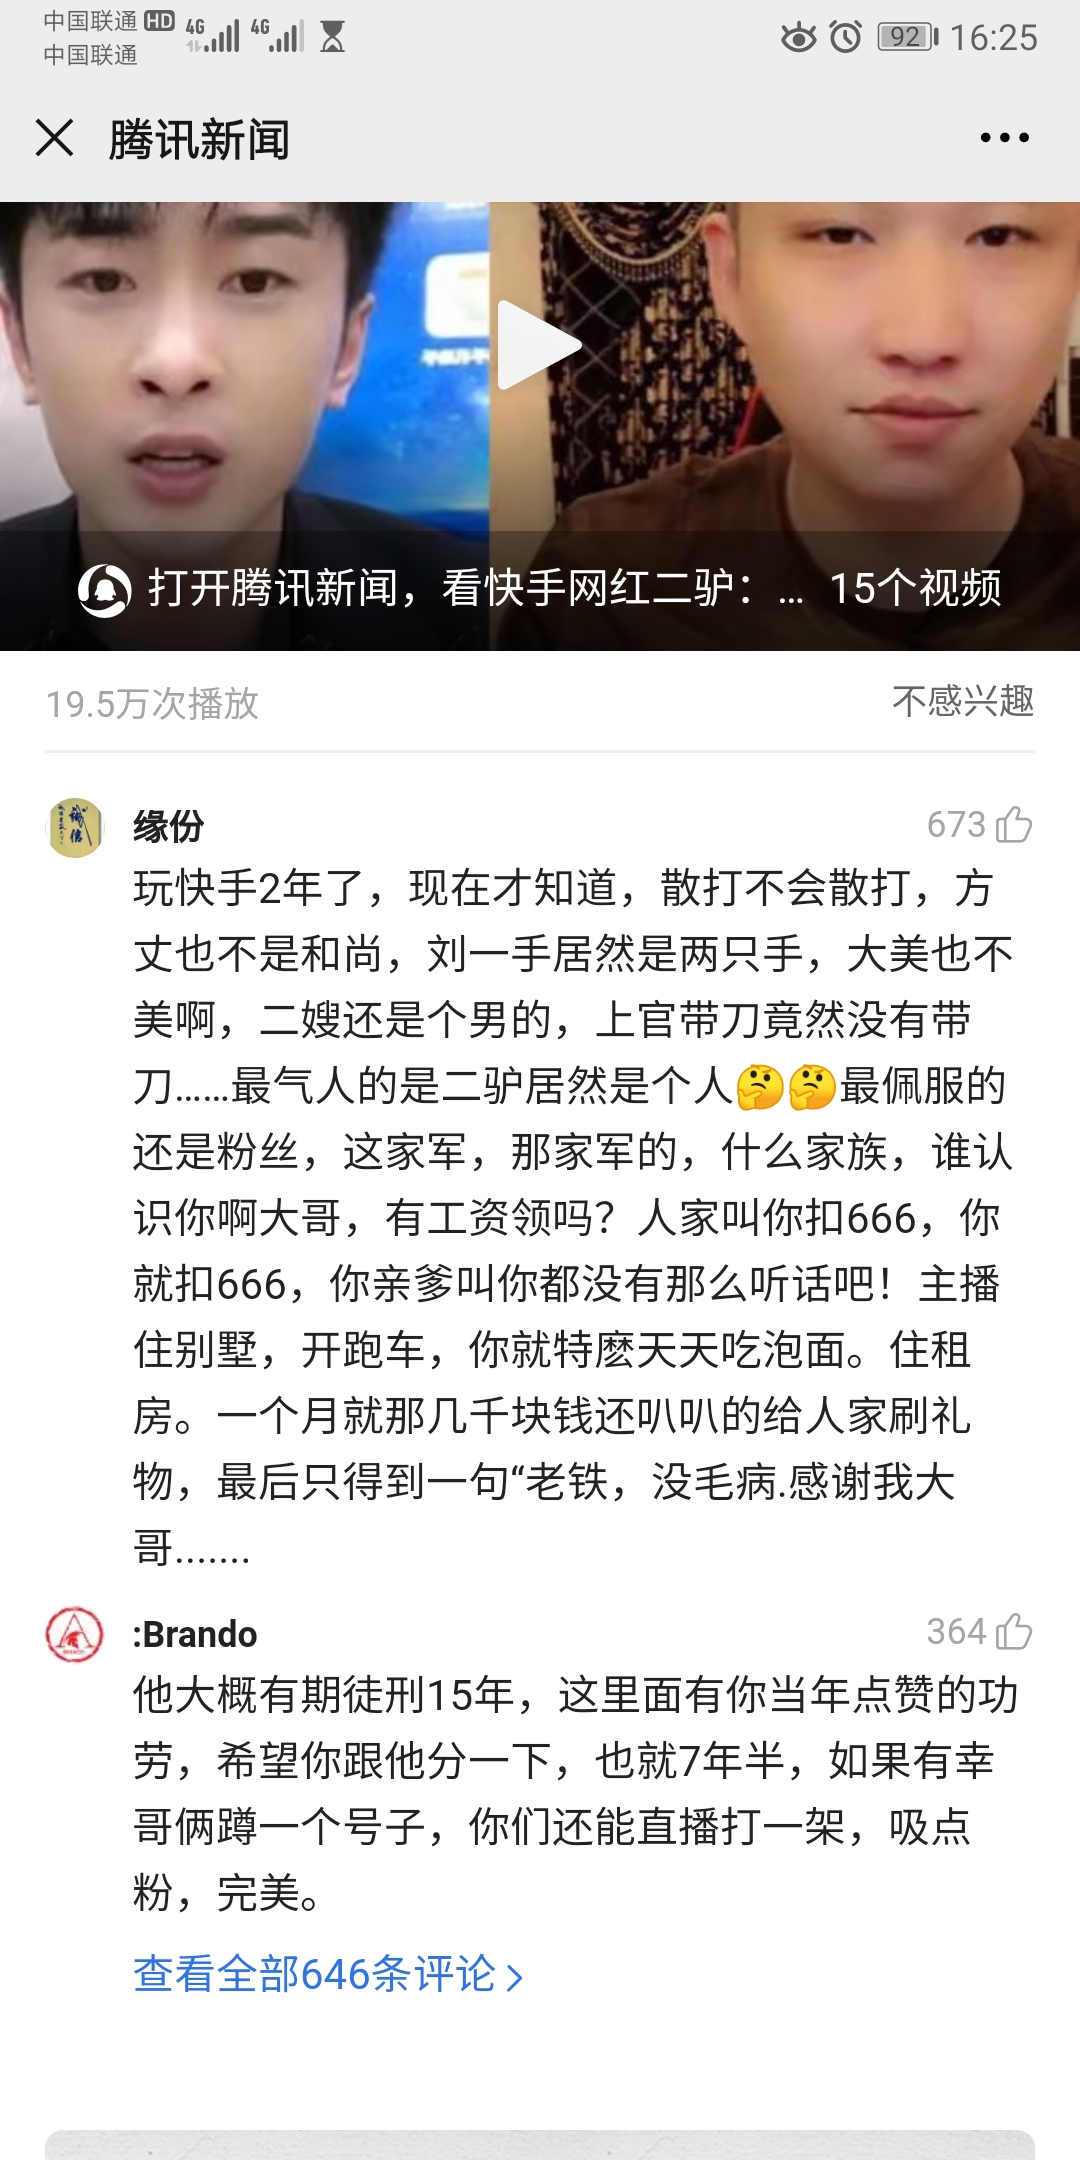 中国联通 HD 4G 4G 92 16:25
中国联通
腾讯新闻
打开腾讯新闻，看快手网红二驴：... 15个视频
19.5万次播放 不感兴趣
诚信
缘份 673
玩快手2年了，现在才知道，散打不会散打，方
丈也不是和尚，刘一手居然是两只手，大美也不
美啊，二嫂还是个男的，上官带刀竟然没有带
刀......最气人的是二驴居然是个人🤔🤔最佩服的
还是粉丝，这家军，那家军的，什么家族，谁认
识你啊大哥，有工资领吗？人家叫你扣666，你
就扣666，你亲爹叫你都没有那么听话吧！主播
住别墅，开跑车，你就特麽天天吃泡面。住租
房。一个月就那几千块钱还叭叭的给人家刷礼
物，最后只得到一句“老铁，没毛病.感谢我大
哥.......
:Brando 364
他大概有期徒刑15年，这里面有你当年点赞的功
劳，希望你跟他分一下，也就7年半，如果有幸
哥俩蹲一个号子，你们还能直播打一架，吸点
粉，完美。
查看全部646条评论 >